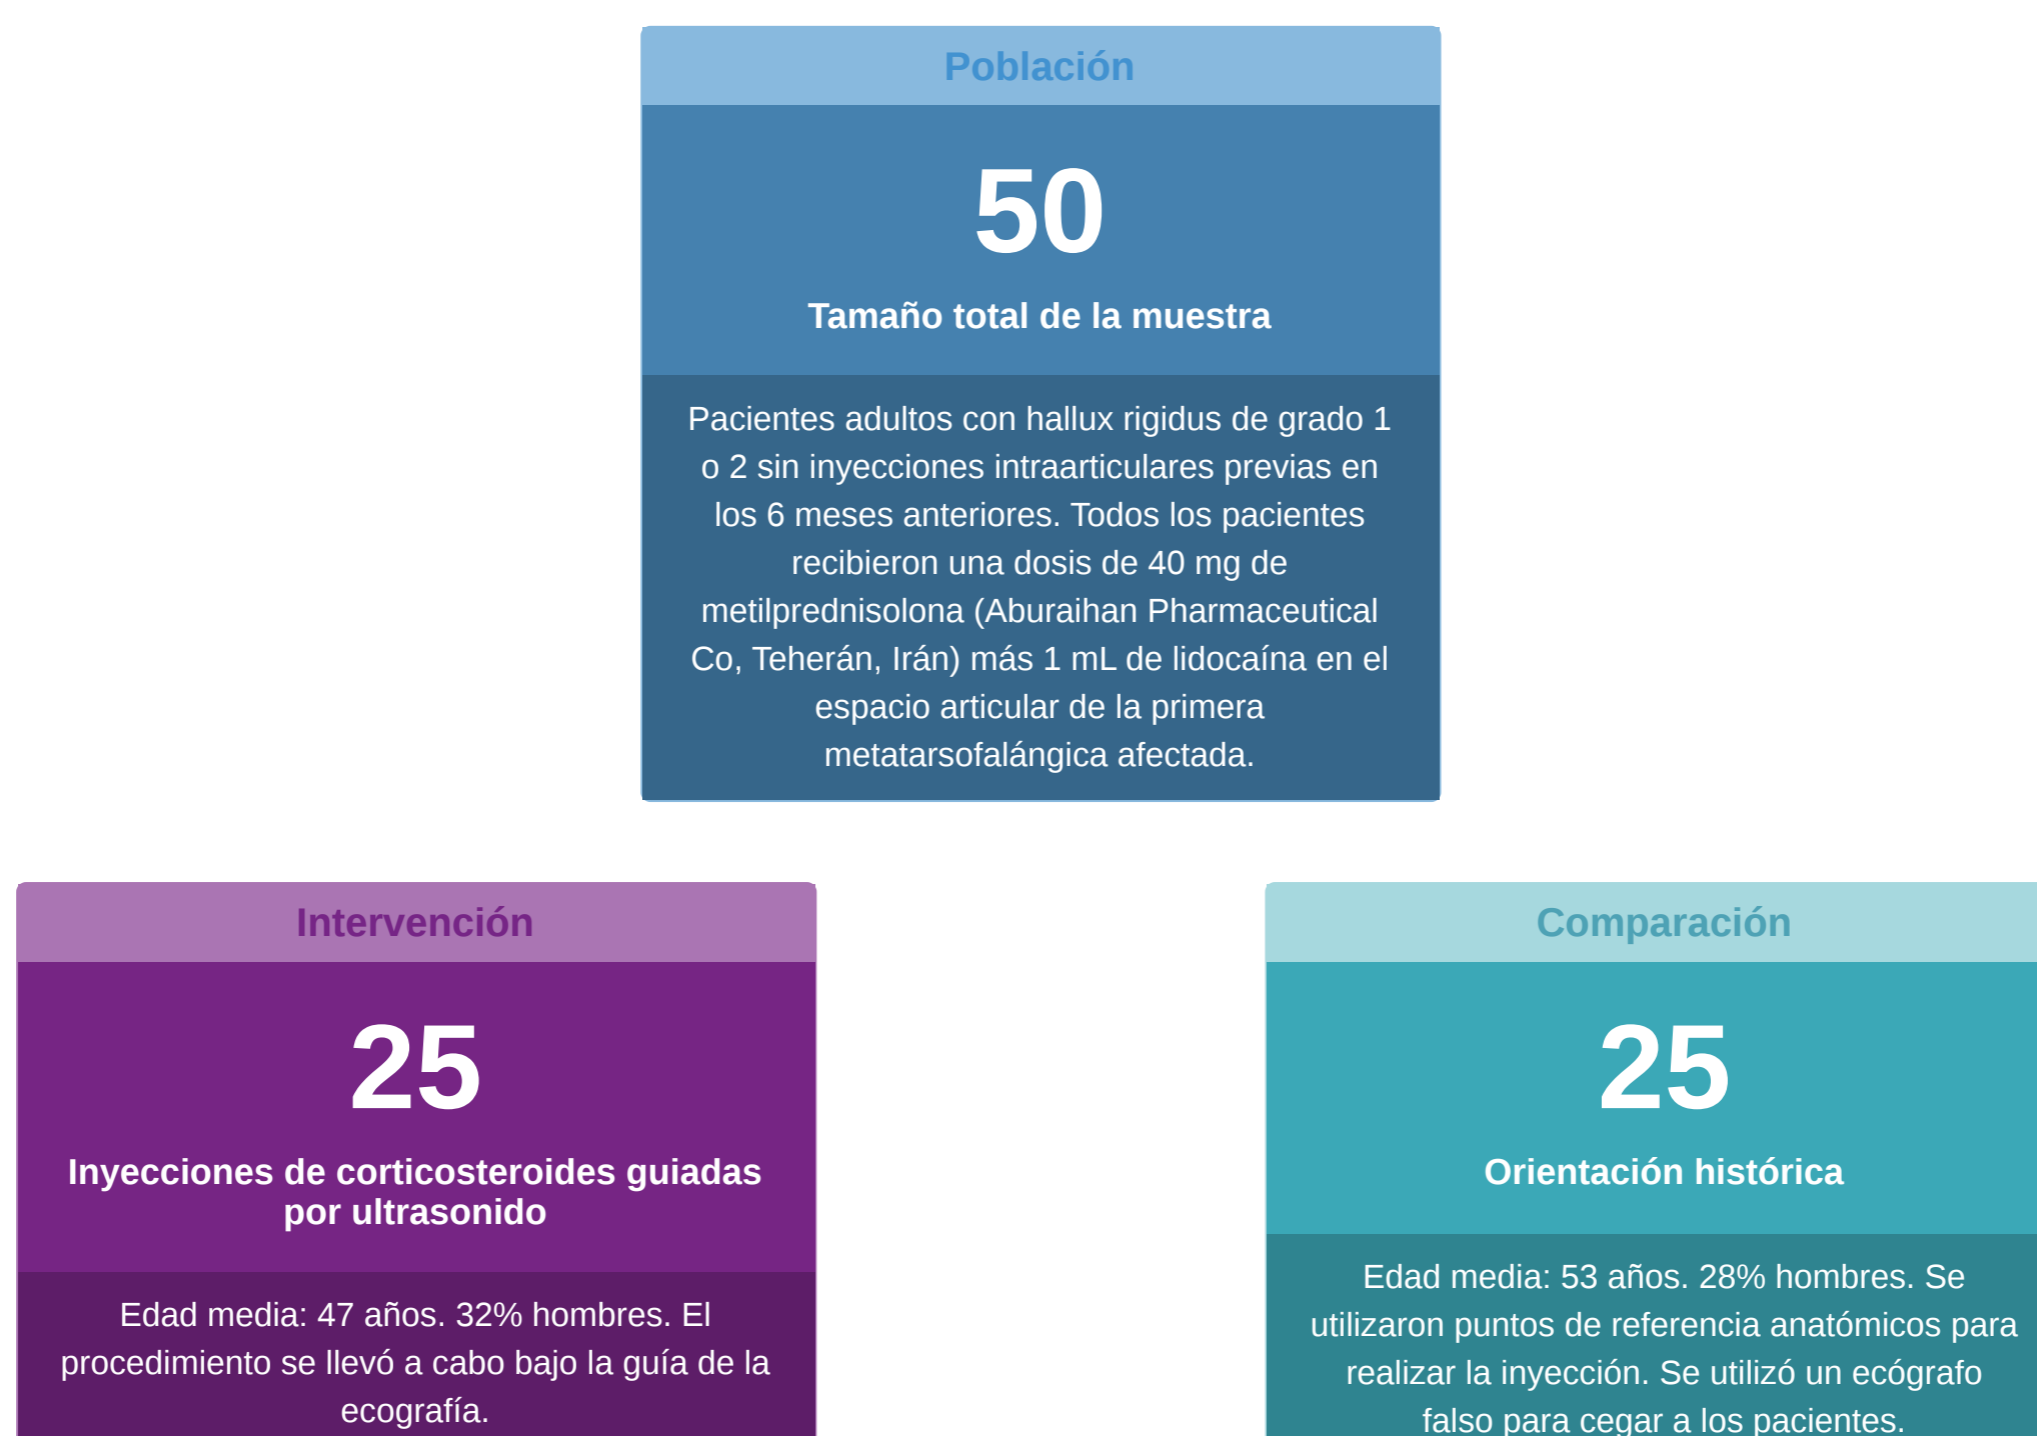 Población
50
Tamaño total de la muestra
Pacientes adultos con hallux rigidus de grado 1
o 2 sin inyecciones intraarticulares previas en
los 6 meses anteriores. Todos los pacientes
recibieron una dosis de 40 mg de
metilprednisolona (Aburaihan Pharmaceutical
Co, Teherán, Irán) más 1 mL de lidocaína en el
espacio articular de la primera
metatarsofalángica afectada.
Intervención
25
Inyecciones de corticosteroides guiadas
por ultrasonido
Edad media: 47 años. 32% hombres. El
procedimiento se llevó a cabo bajo la guía de la
ecografía.
Comparación
25
Orientación histórica
Edad media: 53 años. 28% hombres. Se
utilizaron puntos de referencia anatómicos para
realizar la inyección. Se utilizó un ecógrafo
falso para cegar a los pacientes.